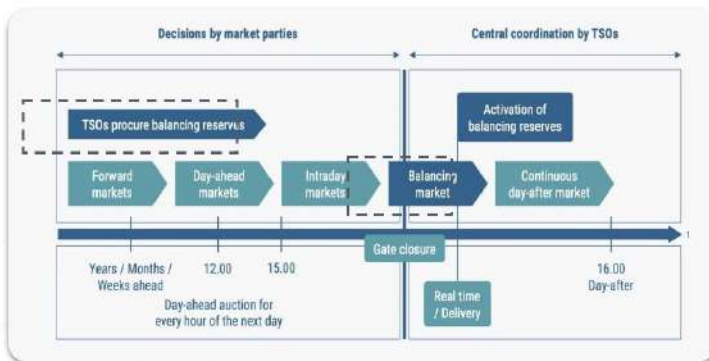 Decisions by market parties
Central coordination by TSOs
TSOs procure balancing reserves
Activation of
balancing reserves
Forward
markets
Day-ahead
markets
Intraday
markets
Balancing
market
Continuous
day-after market
Gate closure
Years / Months /
Weeks ahead
12.00
15.00
16.00
Day-after
Day-ahead auction for
every hour of the next day
Real time
/ Delivery